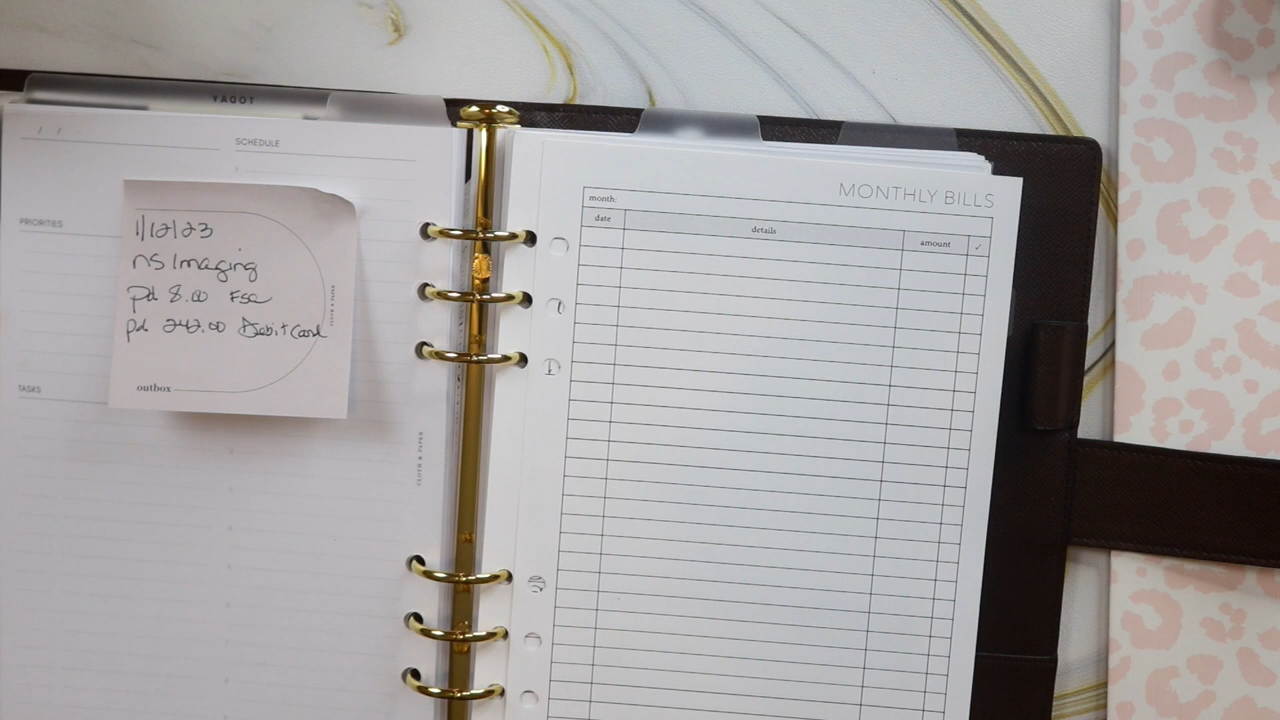 TODAY
/ /
SCHEDULE
PRIORITIES
TASKS
1/12/23
NS Imaging
pd 8.00 FSA
pd 242.00 Debit Card
outbox
CLOTH & PAPER
CLOTH & PAPER
MONTHLY BILLS
month:
date details amount ✓